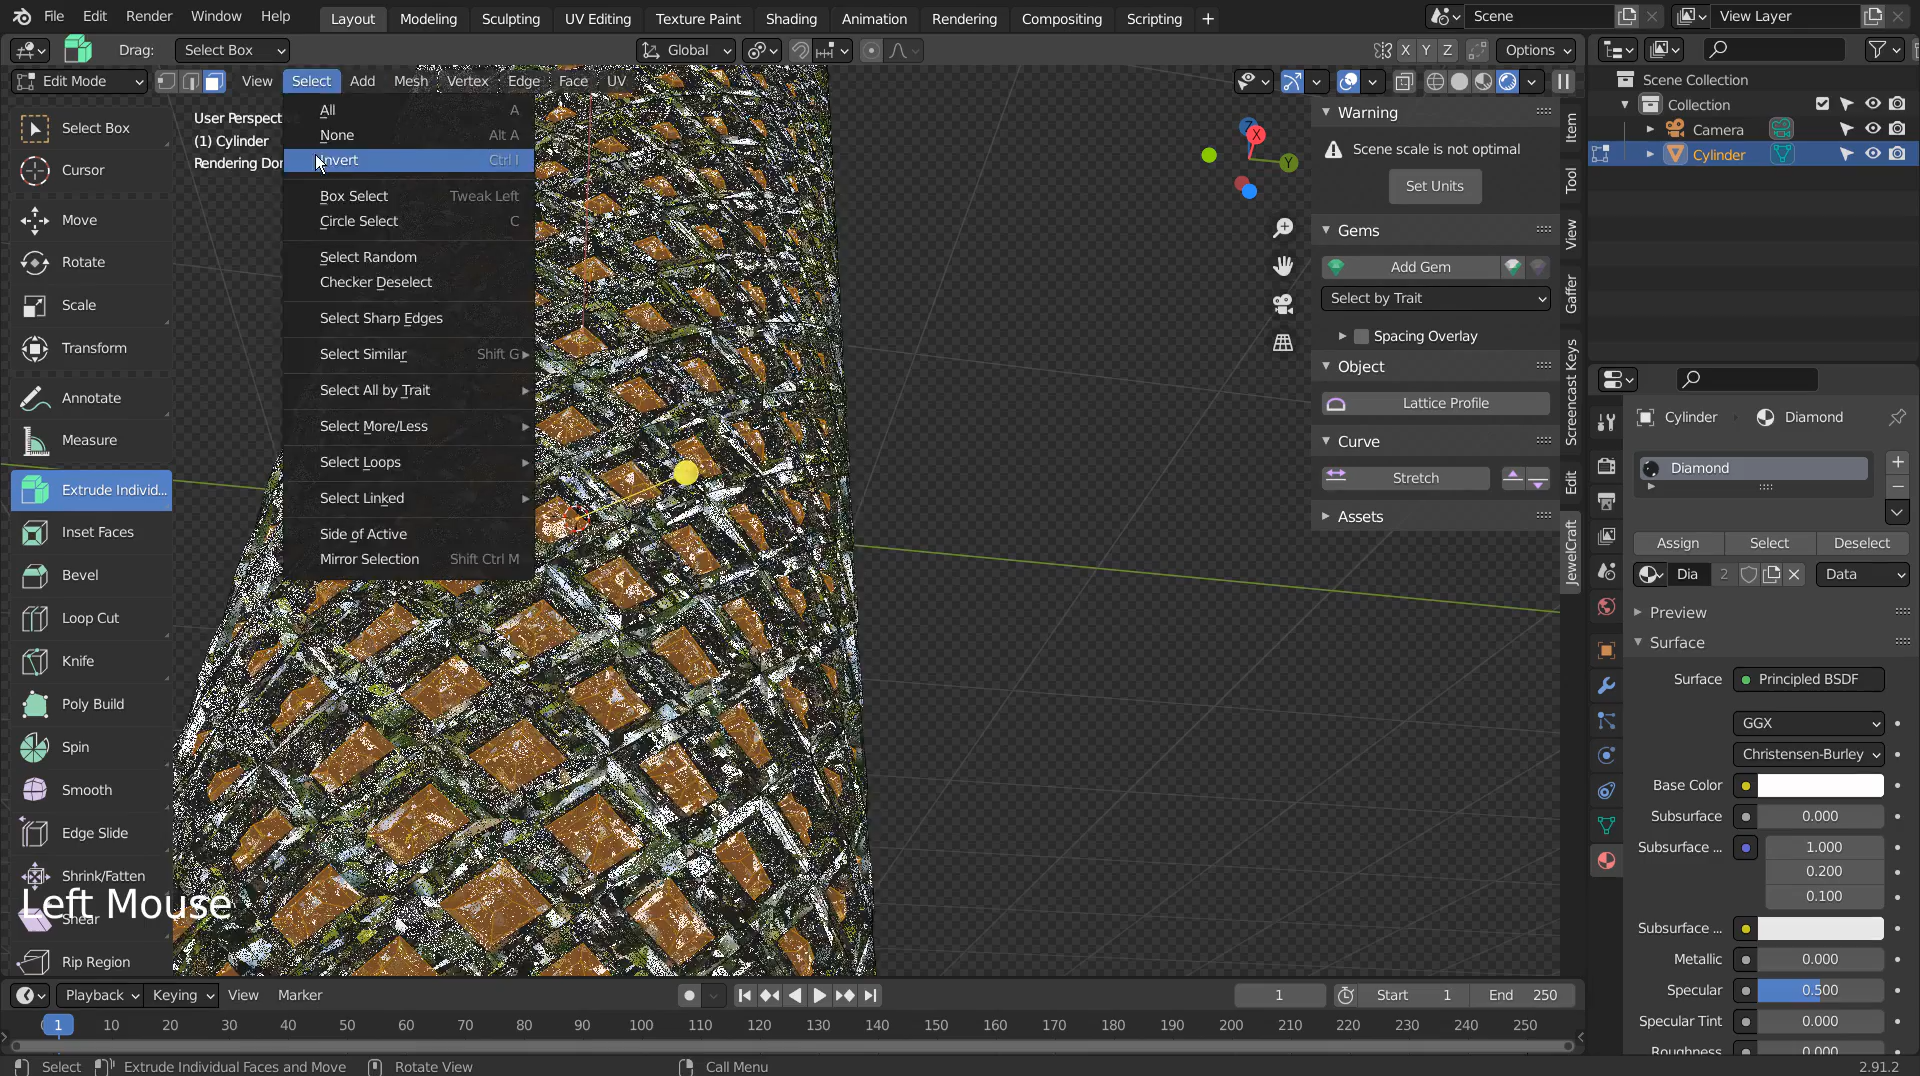 File Edit Render Window Help Layout Modeling Sculpting UV Editing Texture Paint Shading Animation Rendering Compositing Scripting + Scene View Layer
Drag: Select Box Global X Y Z Options
Edit Mode View Select Add Mesh Vertex Edge Face UV
Scene Collection
Collection
Camera
Cylinder
Select Box
Cursor
Move
Rotate
Scale
Transform
Annotate
Measure
Extrude Individ...
Inset Faces
Bevel
Loop Cut
Knife
Poly Build
Spin
Smooth
Edge Slide
Shrink/Fatten
Shear
Rip Region
Left Mouse
User Perspect
(1) Cylinder
Rendering Don
All A
None Alt A
Invert Ctrl I
Box Select Tweak Left
Circle Select C
Select Random
Checker Deselect
Select Sharp Edges
Select Similar Shift G
Select All by Trait
Select More/Less
Select Loops
Select Linked
Side of Active
Mirror Selection Shift Ctrl M
Z X Y
Warning
Scene scale is not optimal
Set Units
Gems
Add Gem
Select by Trait
Spacing Overlay
Object
Lattice Profile
Curve
Stretch
Assets
Item
Tool
View
Gaffer
Screencast Keys
Edit
JewelCraft
Cylinder Diamond
Diamond
Assign Select Deselect
Dia 2 Data
Preview
Surface
Surface Principled BSDF
GGX
Christensen-Burley
Base Color
Subsurface 0.000
Subsurface ... 1.000
0.200
0.100
Subsurface ...
Metallic 0.000
Specular 0.500
Specular Tint 0.000
Roughness 0.000
Playback Keying View Marker 1 Start 1 End 250
1 10 20 30 40 50 60 70 80 90 100 110 120 130 140 150 160 170 180 190 200 210 220 230 240 250
Select Extrude Individual Faces and Move Rotate View Call Menu 2.91.2